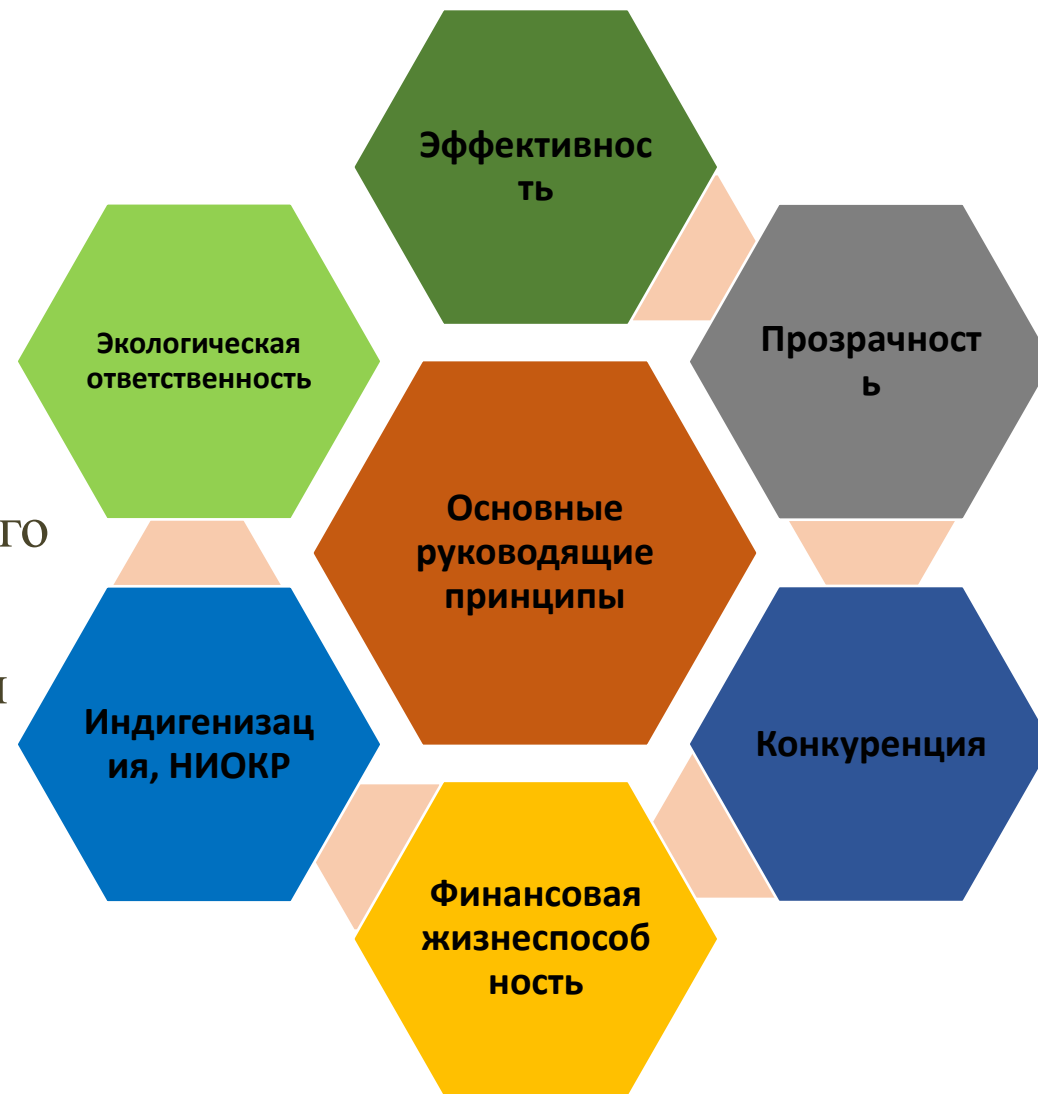 Эффективнос
ть
Прозрачност
ь
Экологическая
ответственность
Основные
руководящие
принципы
го
Индигенизац
ия, НИОКР
Конкуренция
Финансовая
жизнеспособ
ность